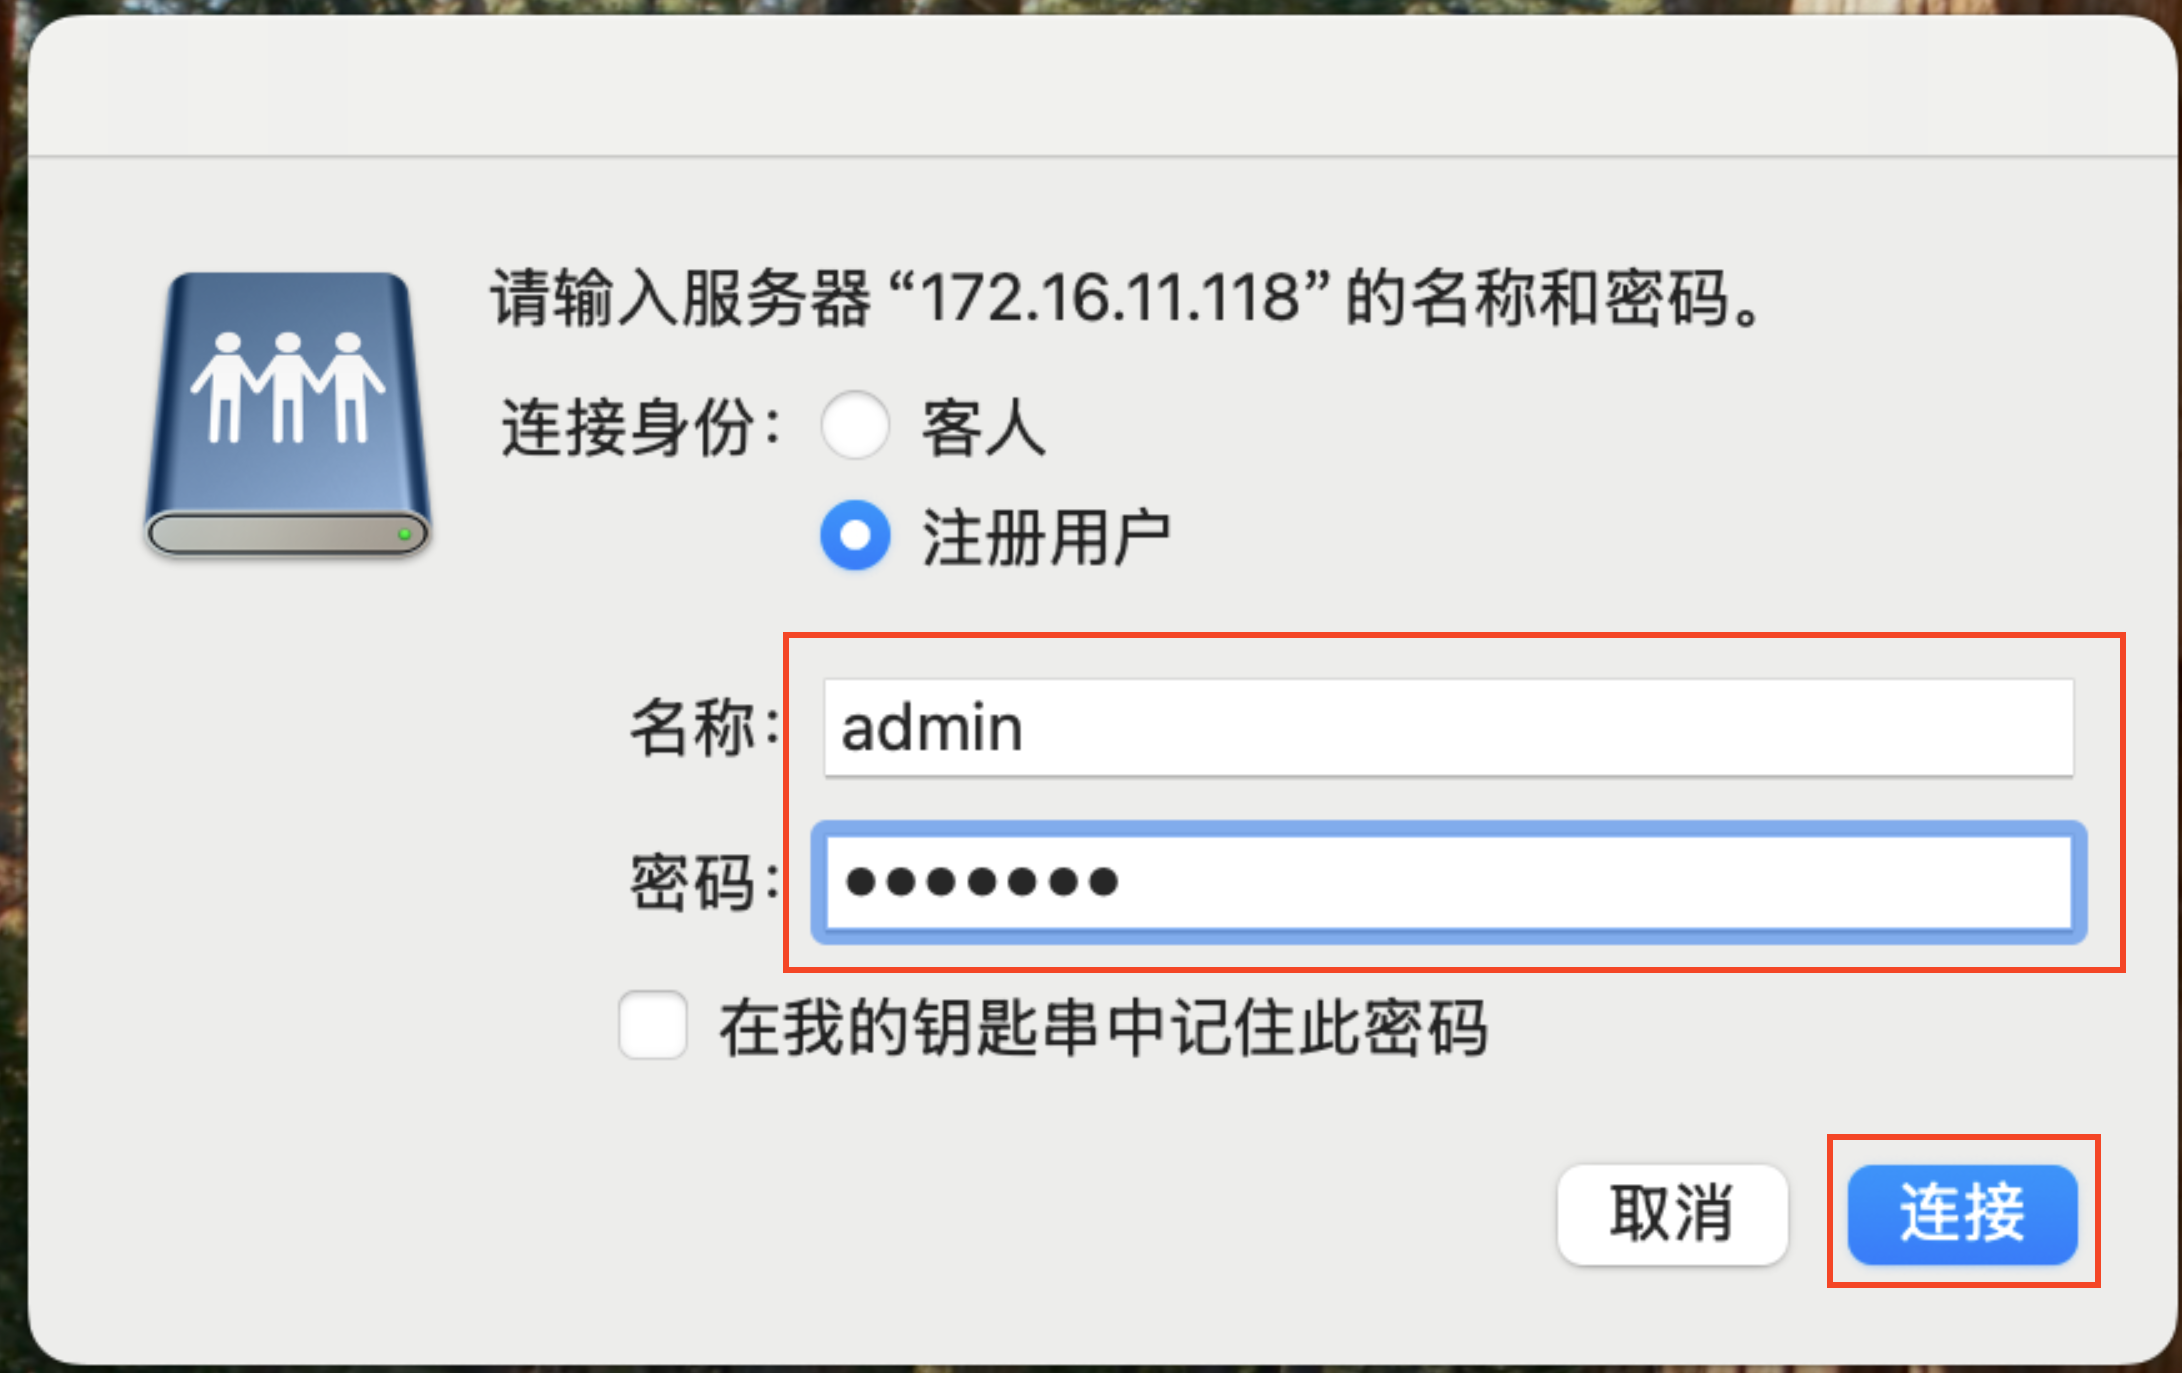 请输入服务器“172.16.11.118”的名称和密码。
连接身份： 客人
注册用户
名称： admin
密码： •••••••
在我的钥匙串中记住此密码
取消 连接